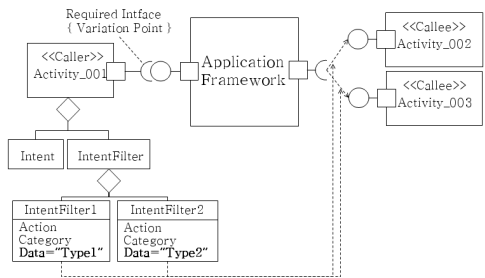 Required Intface
{ Variation Point }
<<Caller>>
Activity_001
Application
Framework
<<Callee>>
Activity_002
<<Callee>>
Activity_003
Intent
IntentFilter
IntentFilter1
Action
Category
Data="Type1"
IntentFilter2
Action
Category
Data="Type2"